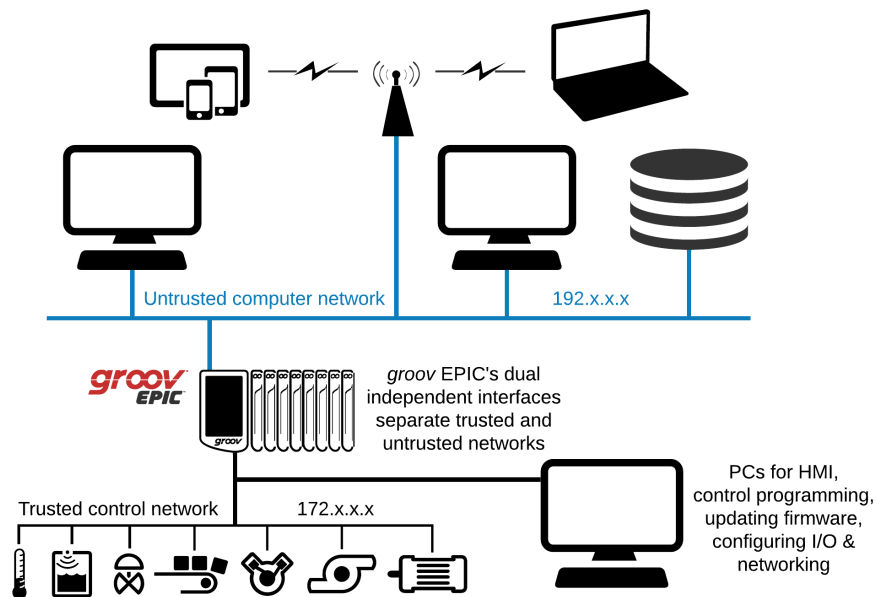 Untrusted computer network
192.x.x.x
groov
EPIC
groov
groov EPIC's dual
independent interfaces
separate trusted and
untrusted networks
Trusted control network
172.x.x.x
PCs for HMI,
control programming,
updating firmware,
configuring I/O &
networking